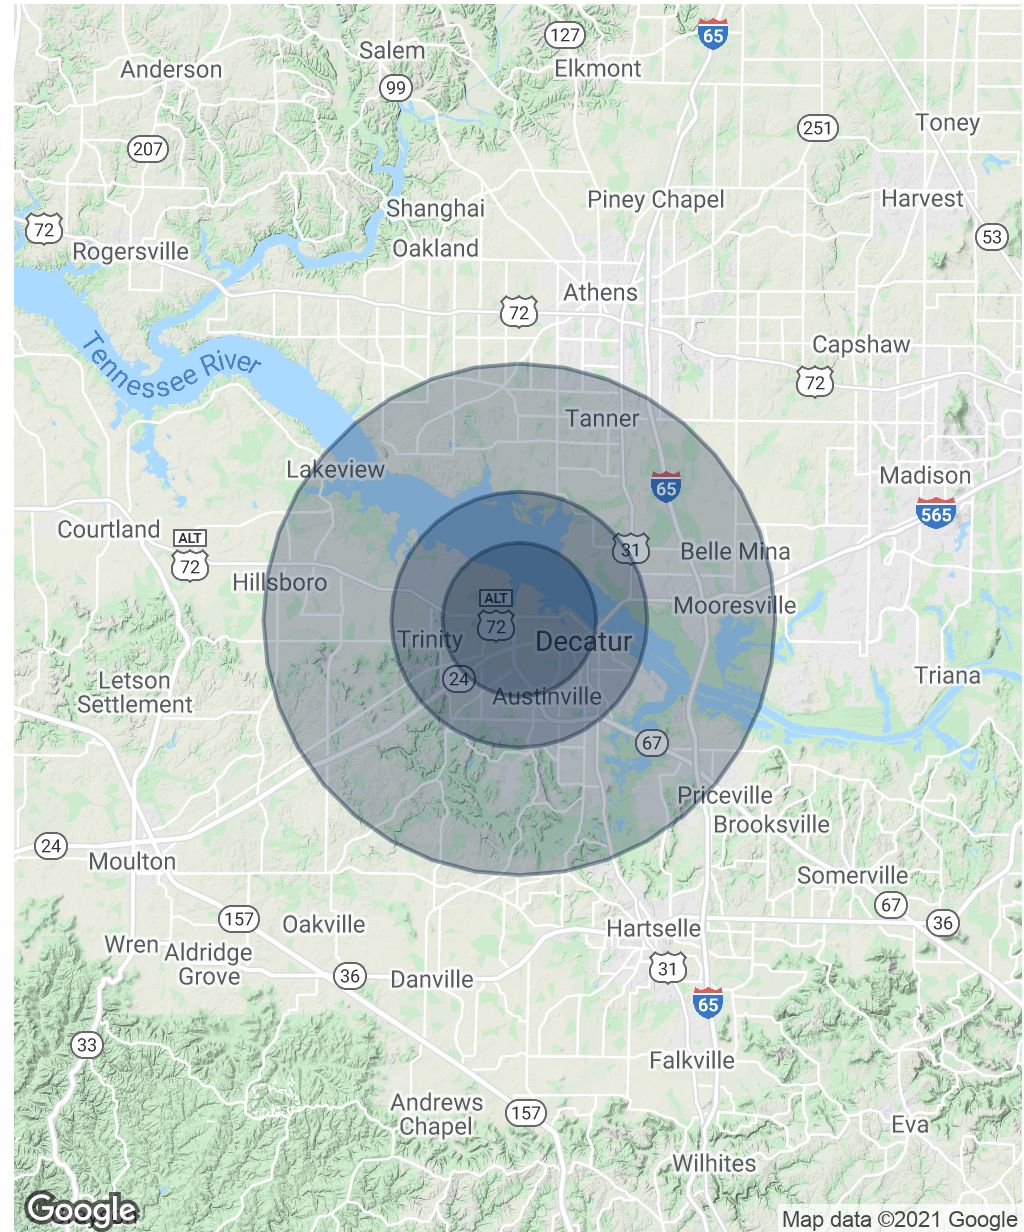 Salem
127
65
Anderson
Elkmont
99
251
Toney
207
Piney Chapel
Harvest
Shanghai
72
53
Rogersville
Oakland
Athens
72
Capshaw
Tennessee River
72
Tanner
Lakeview
Madison
65
565
Courtland
ALT
72
31
Belle Mina
Hillsboro
ALT
72
Mooresville
Trinity
Decatur
24
Triana
Letson
Settlement
Austinville
67
Priceville
Brooksville
24
Moulton
Somerville
67
157
Oakville
36
Hartselle
Wren
Aldridge
Grove
36
Danville
31
65
33
Falkville
Andrews
Chapel
157
Eva
Wilhites
Google
Map data ©2021 Google